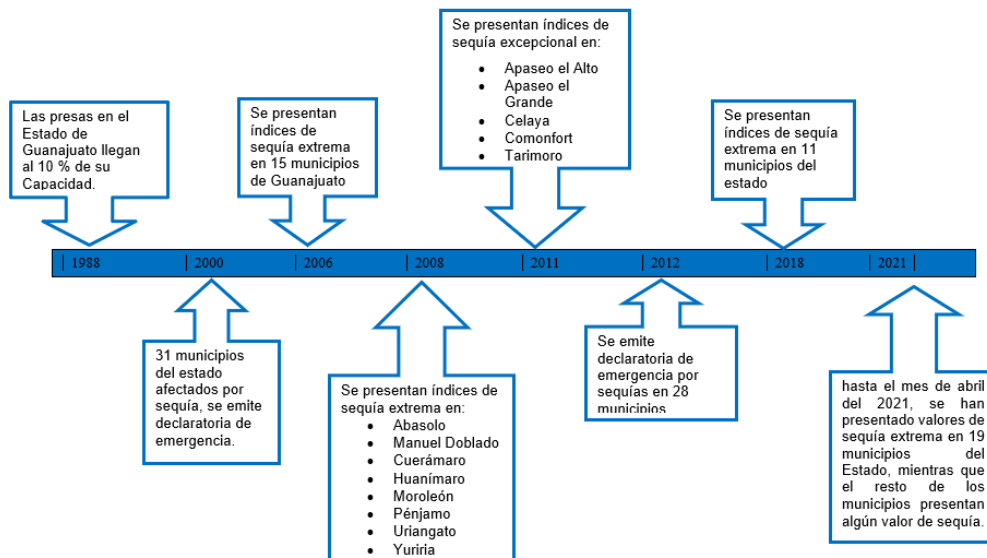 Las presas en el
Estado de
Guanajuato llegan
al 10 % de su
Capacidad.
Se presentan
índices de
sequía extrema
en 15 municipios
de Guanajuato
Se presentan índices de
sequía excepcional en:
• Apaseo el Alto
• Apaseo el
Grande
• Celaya
• Comonfort
• Tarimoro
Se presentan
índices de sequía
extrema en 11
municipios del
estado
1988
2000
2006
2008
2011
2012
2018
2021
31 municipios
del estado
afectados por
sequía, se emite
declaratoria de
emergencia.
Se presentan índices de
sequía extrema en:
• Abasolo
• Manuel Doblado
• Cuerámaro
• Huanímaro
• Moroleón
• Pénjamo
• Uriangato
• Yuriria
Se emite
declaratoria de
emergencia por
sequías en 28
municipios
hasta el mes de abril
del 2021, se han
presentado valores de
sequía extrema en 19
municipios del
Estado, mientras que
el resto de los
municipios presentan
algún valor de sequía.